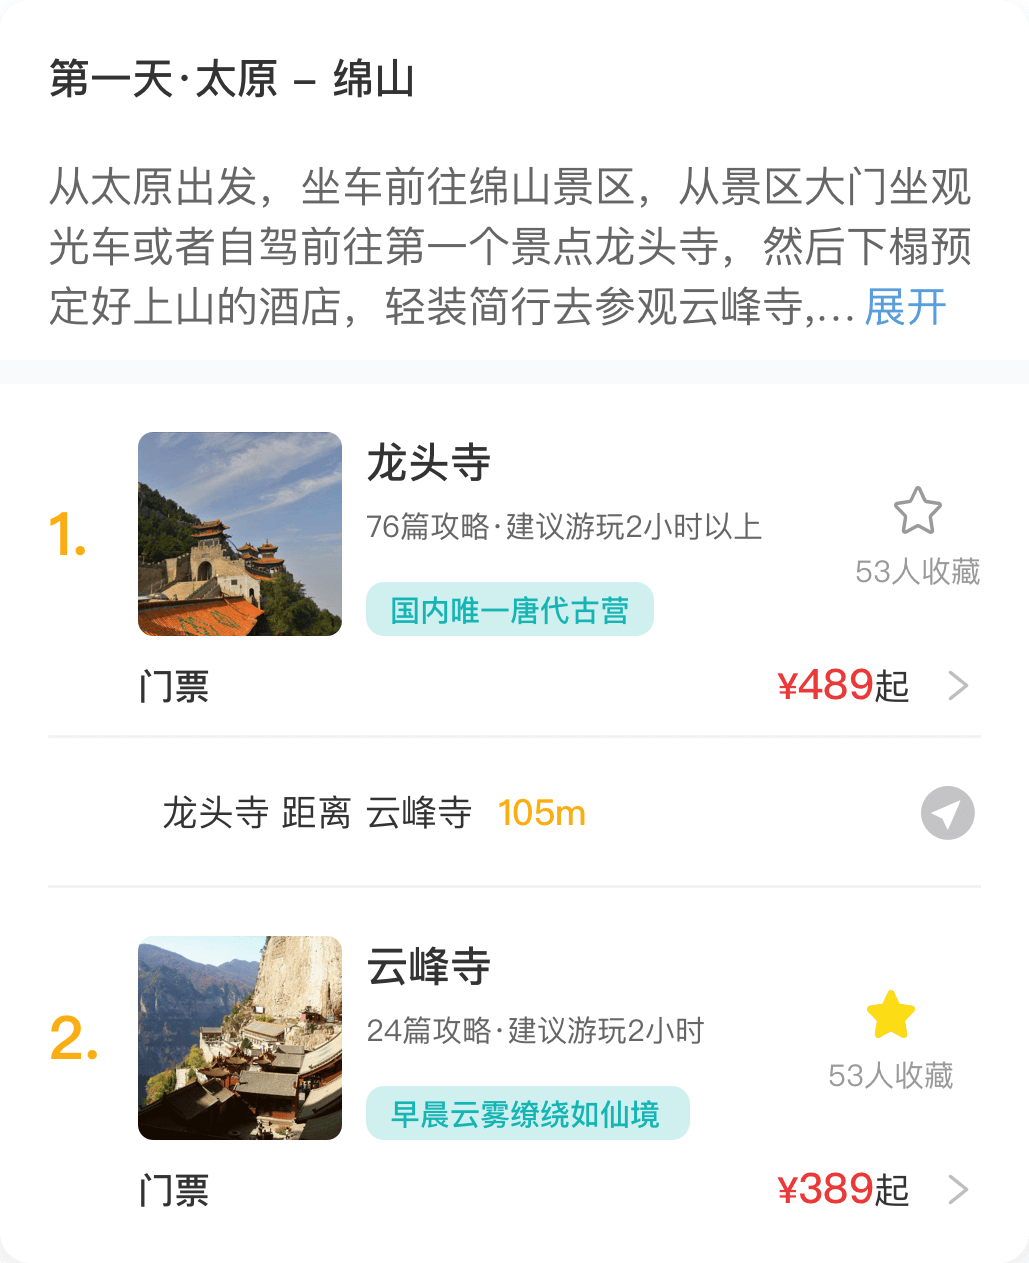 第一天·太原 – 绵山
从太原出发，坐车前往绵山景区，从景区大门坐观
光车或者自驾前往第一个景点龙头寺，然后下榻预
定好上山的酒店，轻装简行去参观云峰寺,... 展开
1.
龙头寺
76篇攻略·建议游玩2小时以上
53人收藏
国内唯一唐代古营
门票
¥489起
龙头寺 距离 云峰寺 105m
2.
云峰寺
24篇攻略·建议游玩2小时
53人收藏
早晨云雾缭绕如仙境
门票
¥389起